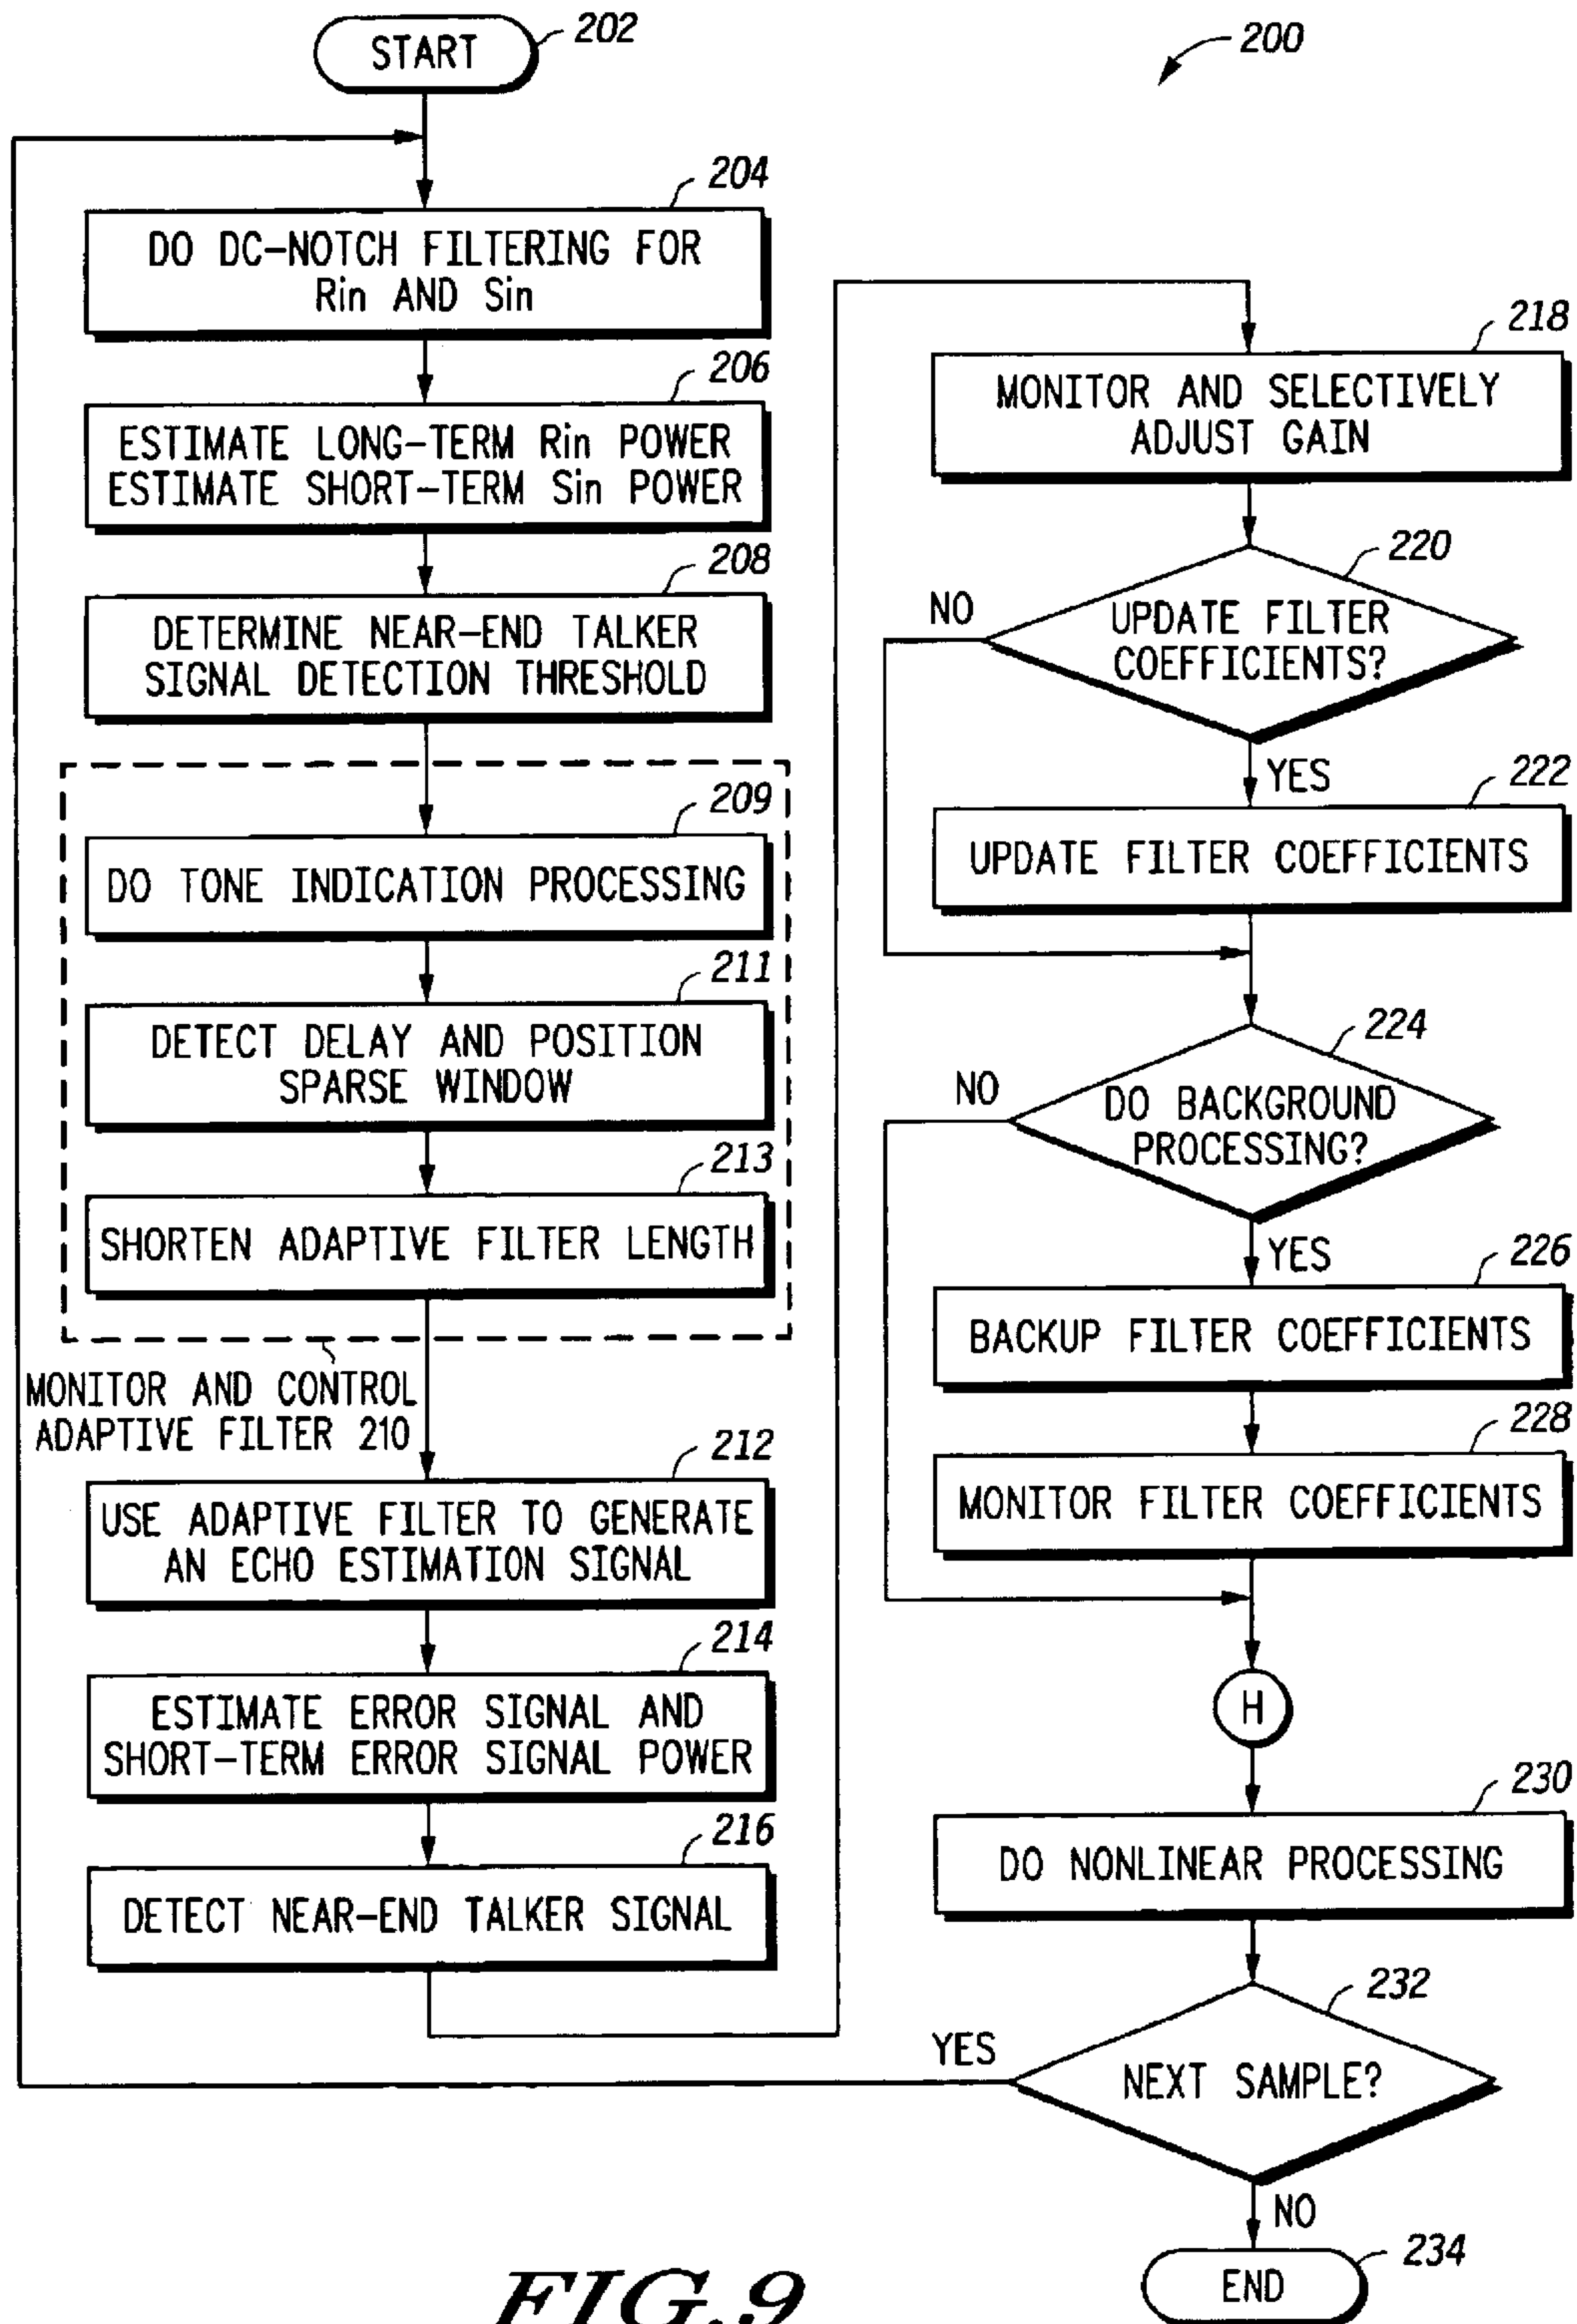 START
202
200
204
DO DC-NOTCH FILTERING FOR
Rin AND Sin
206
ESTIMATE LONG-TERM Rin POWER
ESTIMATE SHORT-TERM Sin POWER
208
DETERMINE NEAR-END TALKER
SIGNAL DETECTION THRESHOLD
209
DO TONE INDICATION PROCESSING
211
DETECT DELAY AND POSITION
SPARSE WINDOW
213
SHORTEN ADAPTIVE FILTER LENGTH
MONITOR AND CONTROL
ADAPTIVE FILTER 210
212
USE ADAPTIVE FILTER TO GENERATE
AN ECHO ESTIMATION SIGNAL
214
ESTIMATE ERROR SIGNAL AND
SHORT-TERM ERROR SIGNAL POWER
216
DETECT NEAR-END TALKER SIGNAL
218
MONITOR AND SELECTIVELY
ADJUST GAIN
220
NO
UPDATE FILTER
COEFFICIENTS?
YES
222
UPDATE FILTER COEFFICIENTS
224
NO
DO BACKGROUND
PROCESSING?
YES
226
BACKUP FILTER COEFFICIENTS
228
MONITOR FILTER COEFFICIENTS
H
230
DO NONLINEAR PROCESSING
232
YES
NEXT SAMPLE?
NO
234
END
FIG.9